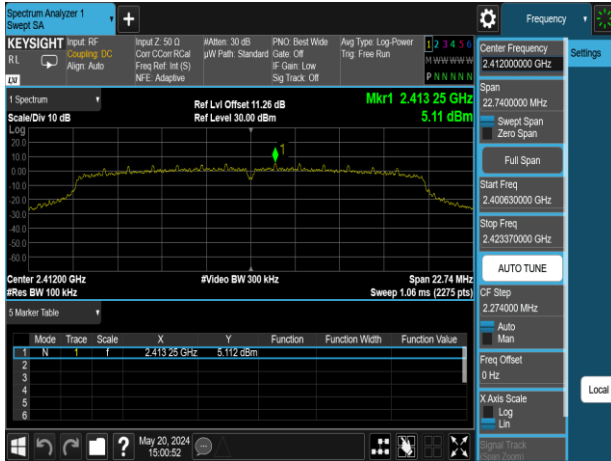 Spectrum Analyzer 1
Swept SA
+
Frequency
KEYSIGHT
RL
LXI
Input: RF
Coupling: DC
Align: Auto
Input Z: 50 Ω
Corr CCorr RCal
Freq Ref: Int (S)
NFE: Adaptive
#Atten: 30 dB
µW Path: Standard
PNO: Best Wide
Gate: Off
IF Gain: Low
Sig Track: Off
Avg Type: Log-Power
Trig: Free Run
1 2 3 4 5 6
M W W W W W
P N N N N N
1 Spectrum
Scale/Div 10 dB
Ref Lvl Offset 11.26 dB
Ref Level 30.00 dBm
Mkr1 2.413 25 GHz
5.11 dBm
Log
20.0
10.0
0.00
-10.0
-20.0
-30.0
-40.0
-50.0
-60.0
1
Center 2.41200 GHz
#Res BW 100 kHz
#Video BW 300 kHz
Span 22.74 MHz
Sweep 1.06 ms (2275 pts)
5 Marker Table
Mode Trace Scale X Y Function Function Width Function Value
1 N 1 f 2.413 25 GHz 5.112 dBm
2
3
4
5
6
Center Frequency
2.412000000 GHz
Span
22.7400000 MHz
Swept Span
Zero Span
Full Span
Start Freq
2.400630000 GHz
Stop Freq
2.423370000 GHz
AUTO TUNE
CF Step
2.274000 MHz
Auto
Man
Freq Offset
0 Hz
X Axis Scale
Log
Lin
Signal Track
(Span Zoom)
Settings
Local
?
May 20, 2024
15:00:52